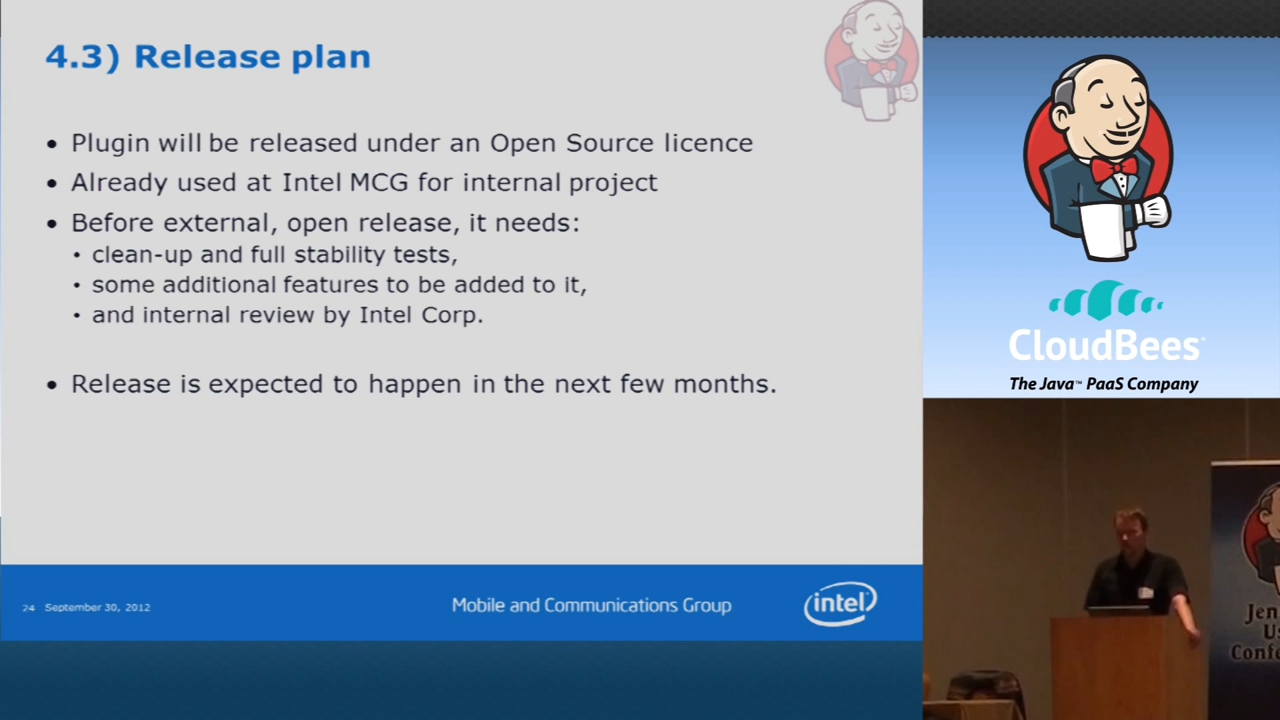 4.3) Release plan
• Plugin will be released under an Open Source licence
• Already used at Intel MCG for internal project
• Before external, open release, it needs:
• clean-up and full stability tests,
• some additional features to be added to it,
• and internal review by Intel Corp.
• Release is expected to happen in the next few months.
24 September 30, 2012
Mobile and Communications Group
intel
CloudBees
The Java™ PaaS Company
Jen
Us
Confe